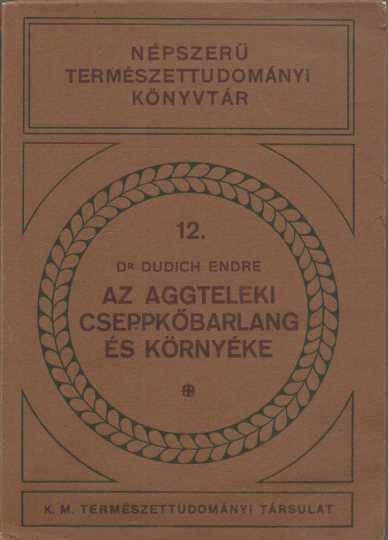 NÉPSZERŰ
TERMÉSZETTUDOMÁNYI
KÖNYVTÁR
12.
DR DUDICH ENDRE
AZ AGGTELEKI
CSEPPKŐBARLANG
ÉS KÖRNYÉKE
K. M. TERMÉSZETTUDOMÁNYI TÁRSULAT